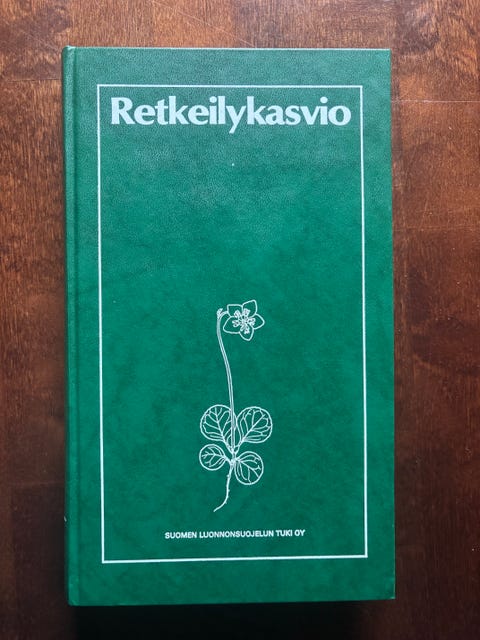 Retkeilykasvio
SUOMEN LUONNONSUOJELUN TUKI OY